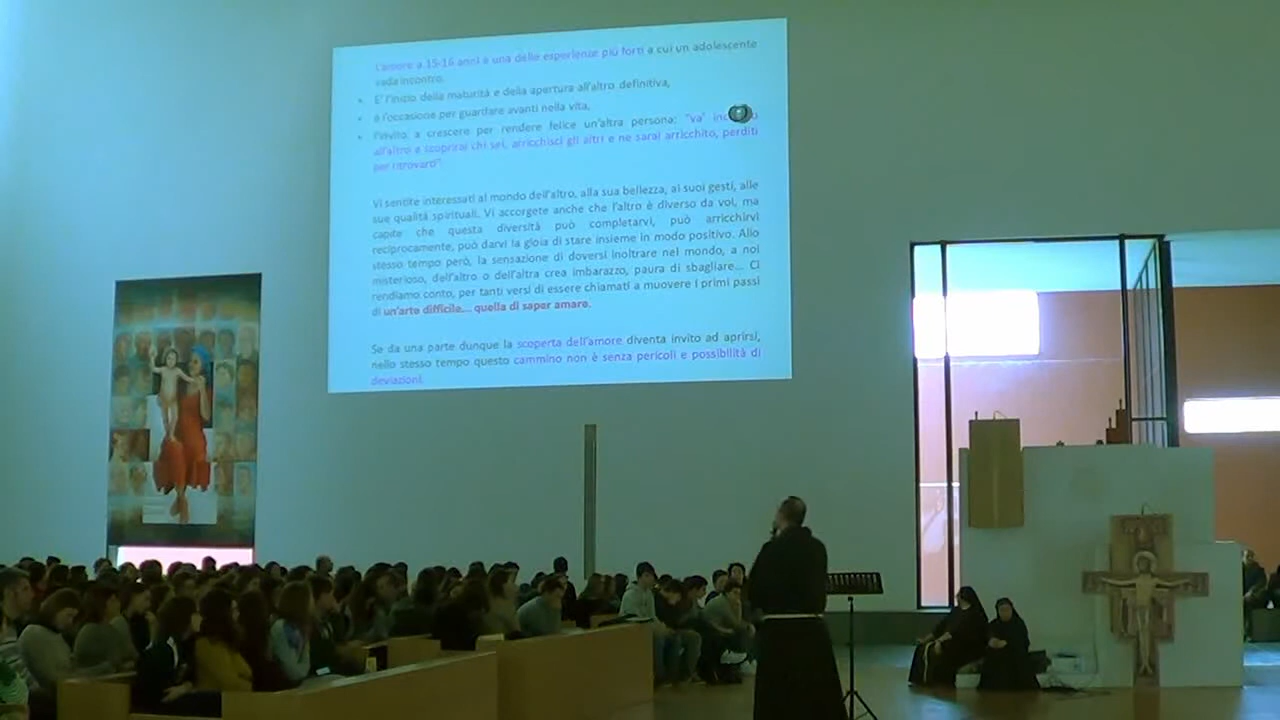 L'amore a 15-16 anni è una delle esperienze più forti a cui un adolescente
vada incontro.
• E' l'inizio della maturità e della apertura all'altro definitiva,
• è l'occasione per guardare avanti nella vita,
• l'invito a crescere per rendere felice un'altra persona: "va'
all'altro e scoprirai chi sei, arricchisci gli altri e ne sarai arricchito, perditi
per ritrovarti"
Vi sentite interessati al mondo dell'altro, alla sua bellezza, ai suoi gesti, alle
sue qualità spirituali. Vi accorgete anche che l'altro è diverso da voi, ma
capite che questa diversità può completarvi, può arricchirvi
reciprocamente, può darvi la gioia di stare insieme in modo positivo. Allo
stesso tempo però, la sensazione di doversi inoltrare nel mondo, a noi
misterioso, dell'altro o dell'altra crea imbarazzo, paura di sbagliare... Ci
rendiamo conto, per tanti versi di essere chiamati a muovere i primi passi
di un'arte difficile... quella di saper amare.
Se da una parte dunque la scoperta dell'amore diventa invito ad aprirsi,
nello stesso tempo questo cammino non è senza pericoli e possibilità di
deviazioni.